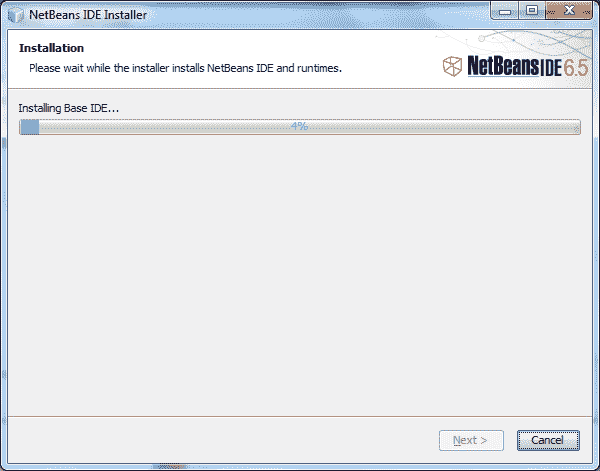 NetBeans IDE Installer
Installation
Please wait while the installer installs NetBeans IDE and runtimes.
NetBeans IDE 6.5
Installing Base IDE...
4%
Next >
Cancel